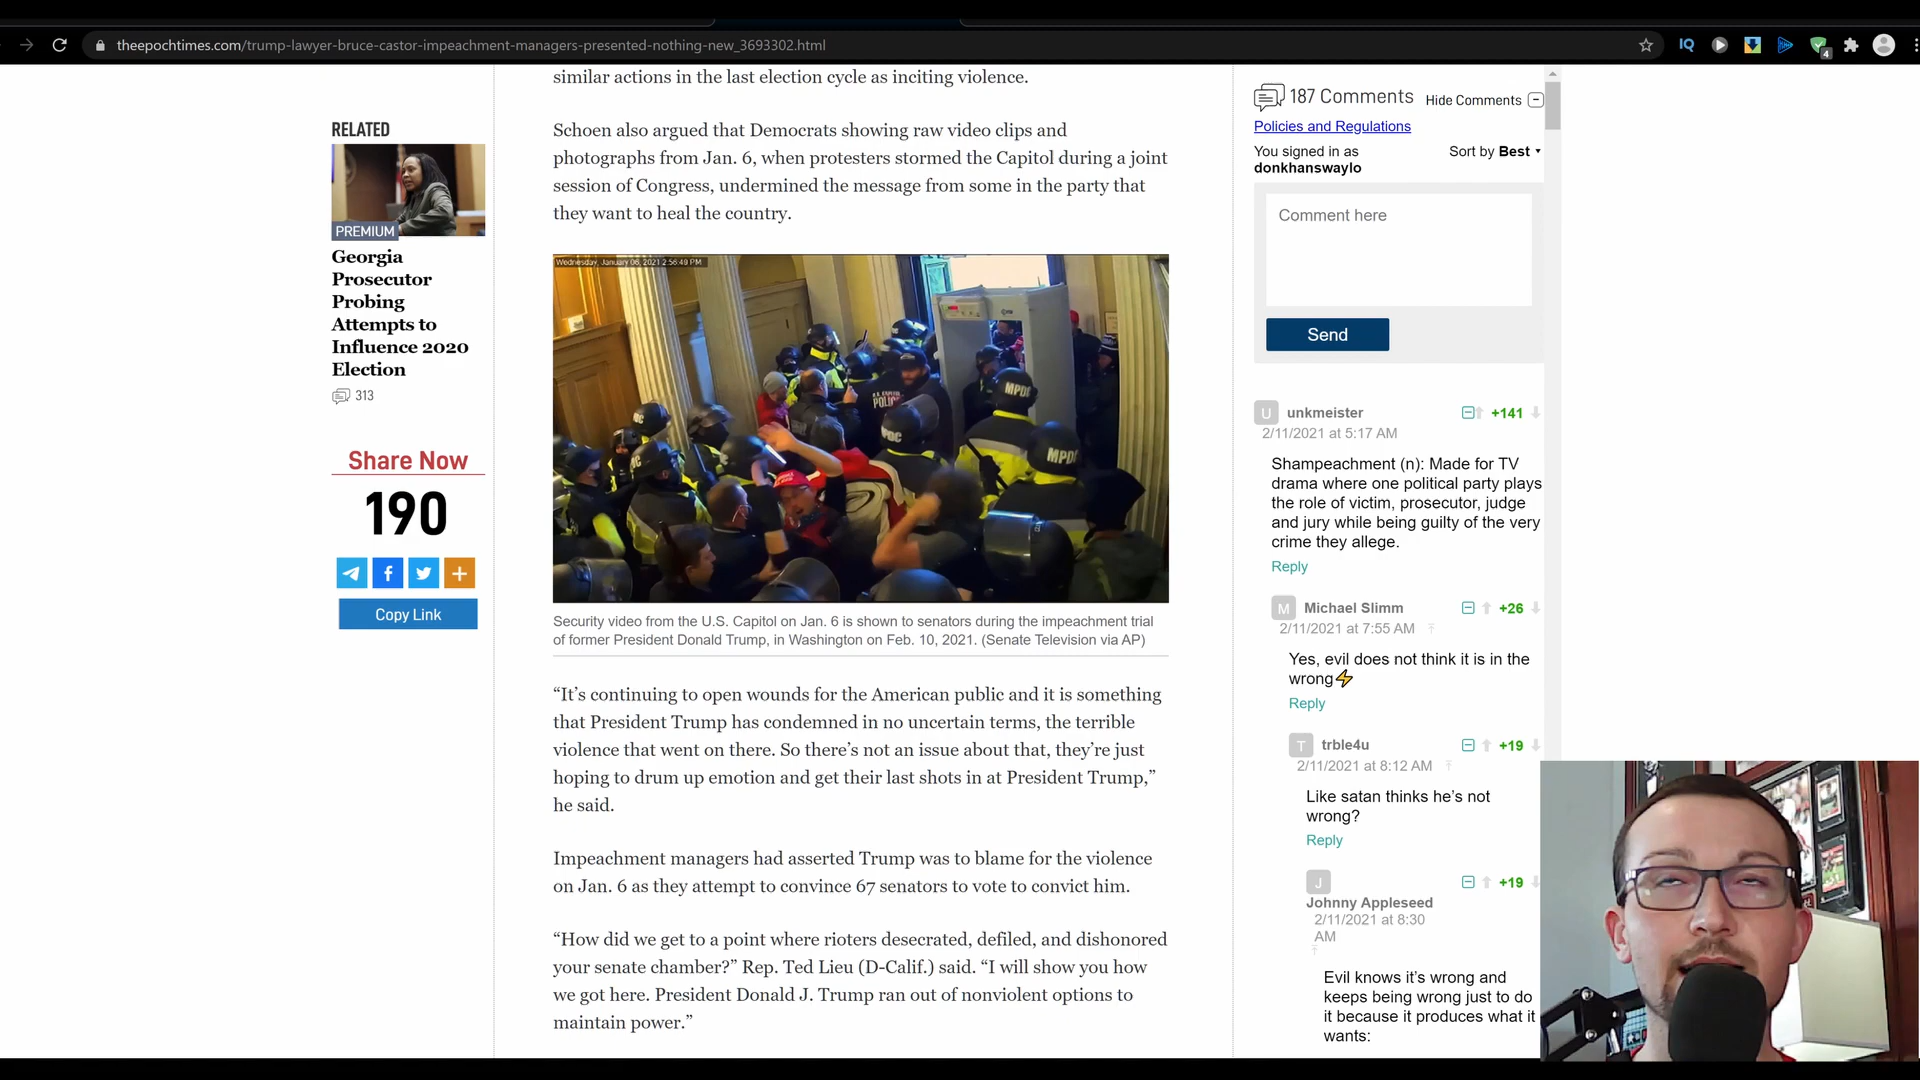 theepochtimes.com/trump-lawyer-bruce-castor-impeachment-managers-presented-nothing-new_3693302.html
IQ
4
RELATED
PREMIUM
Georgia
Prosecutor
Probing
Attempts to
Influence 2020
Election
313
Share Now
190
Copy Link
similar actions in the last election cycle as inciting violence.
Schoen also argued that Democrats showing raw video clips and
photographs from Jan. 6, when protesters stormed the Capitol during a joint
session of Congress, undermined the message from some in the party that
they want to heal the country.
Wednesday, January 06, 2021 2:56:49 PM
POLICE
MPDC
MPDC
MPDC
Security video from the U.S. Capitol on Jan. 6 is shown to senators during the impeachment trial
of former President Donald Trump, in Washington on Feb. 10, 2021. (Senate Television via AP)
“It’s continuing to open wounds for the American public and it is something
that President Trump has condemned in no uncertain terms, the terrible
violence that went on there. So there’s not an issue about that, they’re just
hoping to drum up emotion and get their last shots in at President Trump,”
he said.
Impeachment managers had asserted Trump was to blame for the violence
on Jan. 6 as they attempt to convince 67 senators to vote to convict him.
“How did we get to a point where rioters desecrated, defiled, and dishonored
your senate chamber?” Rep. Ted Lieu (D-Calif.) said. “I will show you how
we got here. President Donald J. Trump ran out of nonviolent options to
maintain power.”
187 Comments Hide Comments
Policies and Regulations
You signed in as Sort by Best
donkhanswaylo
Comment here
Send
U unkmeister +141
2/11/2021 at 5:17 AM
Shampeachment (n): Made for TV
drama where one political party plays
the role of victim, prosecutor, judge
and jury while being guilty of the very
crime they allege.
Reply
M Michael Slimm +26
2/11/2021 at 7:55 AM
Yes, evil does not think it is in the
wrong⚡
Reply
T trble4u +19
2/11/2021 at 8:12 AM
Like satan thinks he’s not
wrong?
Reply
J +19
Johnny Appleseed
2/11/2021 at 8:30
AM
Evil knows it’s wrong and
keeps being wrong just to do
it because it produces what it
wants: